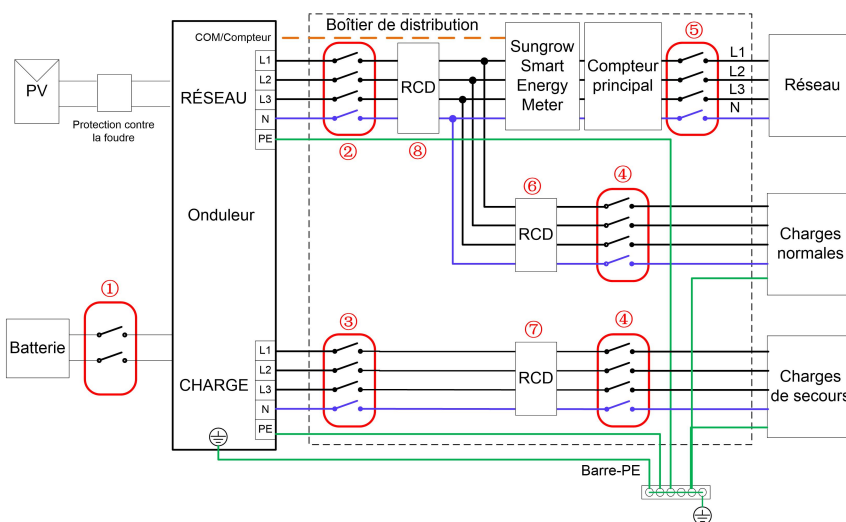 Boîtier de distribution
COM/Compteur
L1
L2
L3
N
PE
RÉSEAU
②
RCD
⑧
Sungrow
Smart
Energy
Meter
Compteur
principal
⑤
L1
L2
L3
N
Réseau
PV
Protection contre
la foudre
Onduleur
⑥
RCD
④
Charges
normales
Batterie
①
CHARGE
L1
L2
L3
N
PE
③
⑦
RCD
④
Charges
de secours
Barre-PE